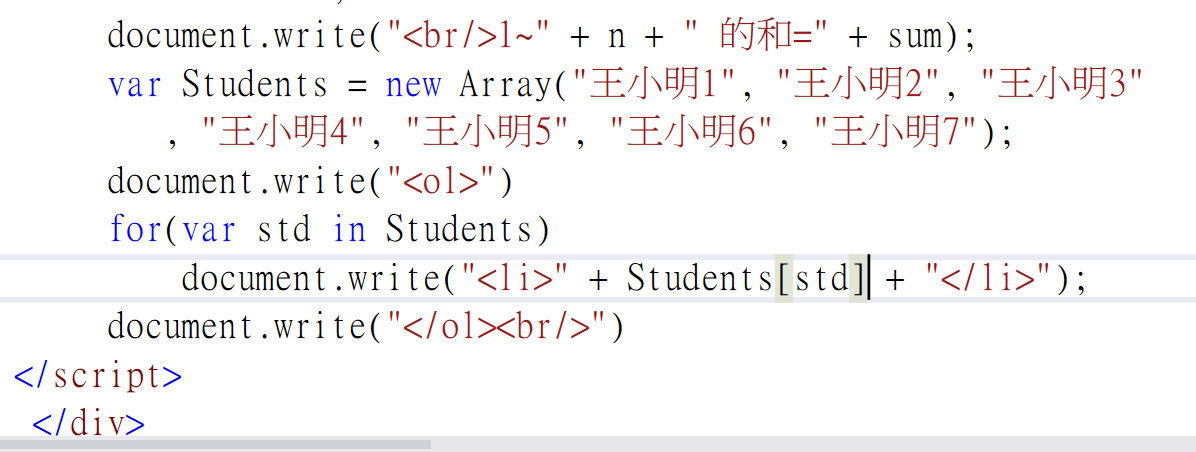 document.write("<br/>1~" + n + " 的和=" + sum);
var Students = new Array("王小明1", "王小明2", "王小明3"
, "王小明4", "王小明5", "王小明6", "王小明7");
document.write("<ol>")
for(var std in Students)
document.write("<li>" + Students[std] + "</li>");
document.write("</ol><br/>")
</script>
</div>